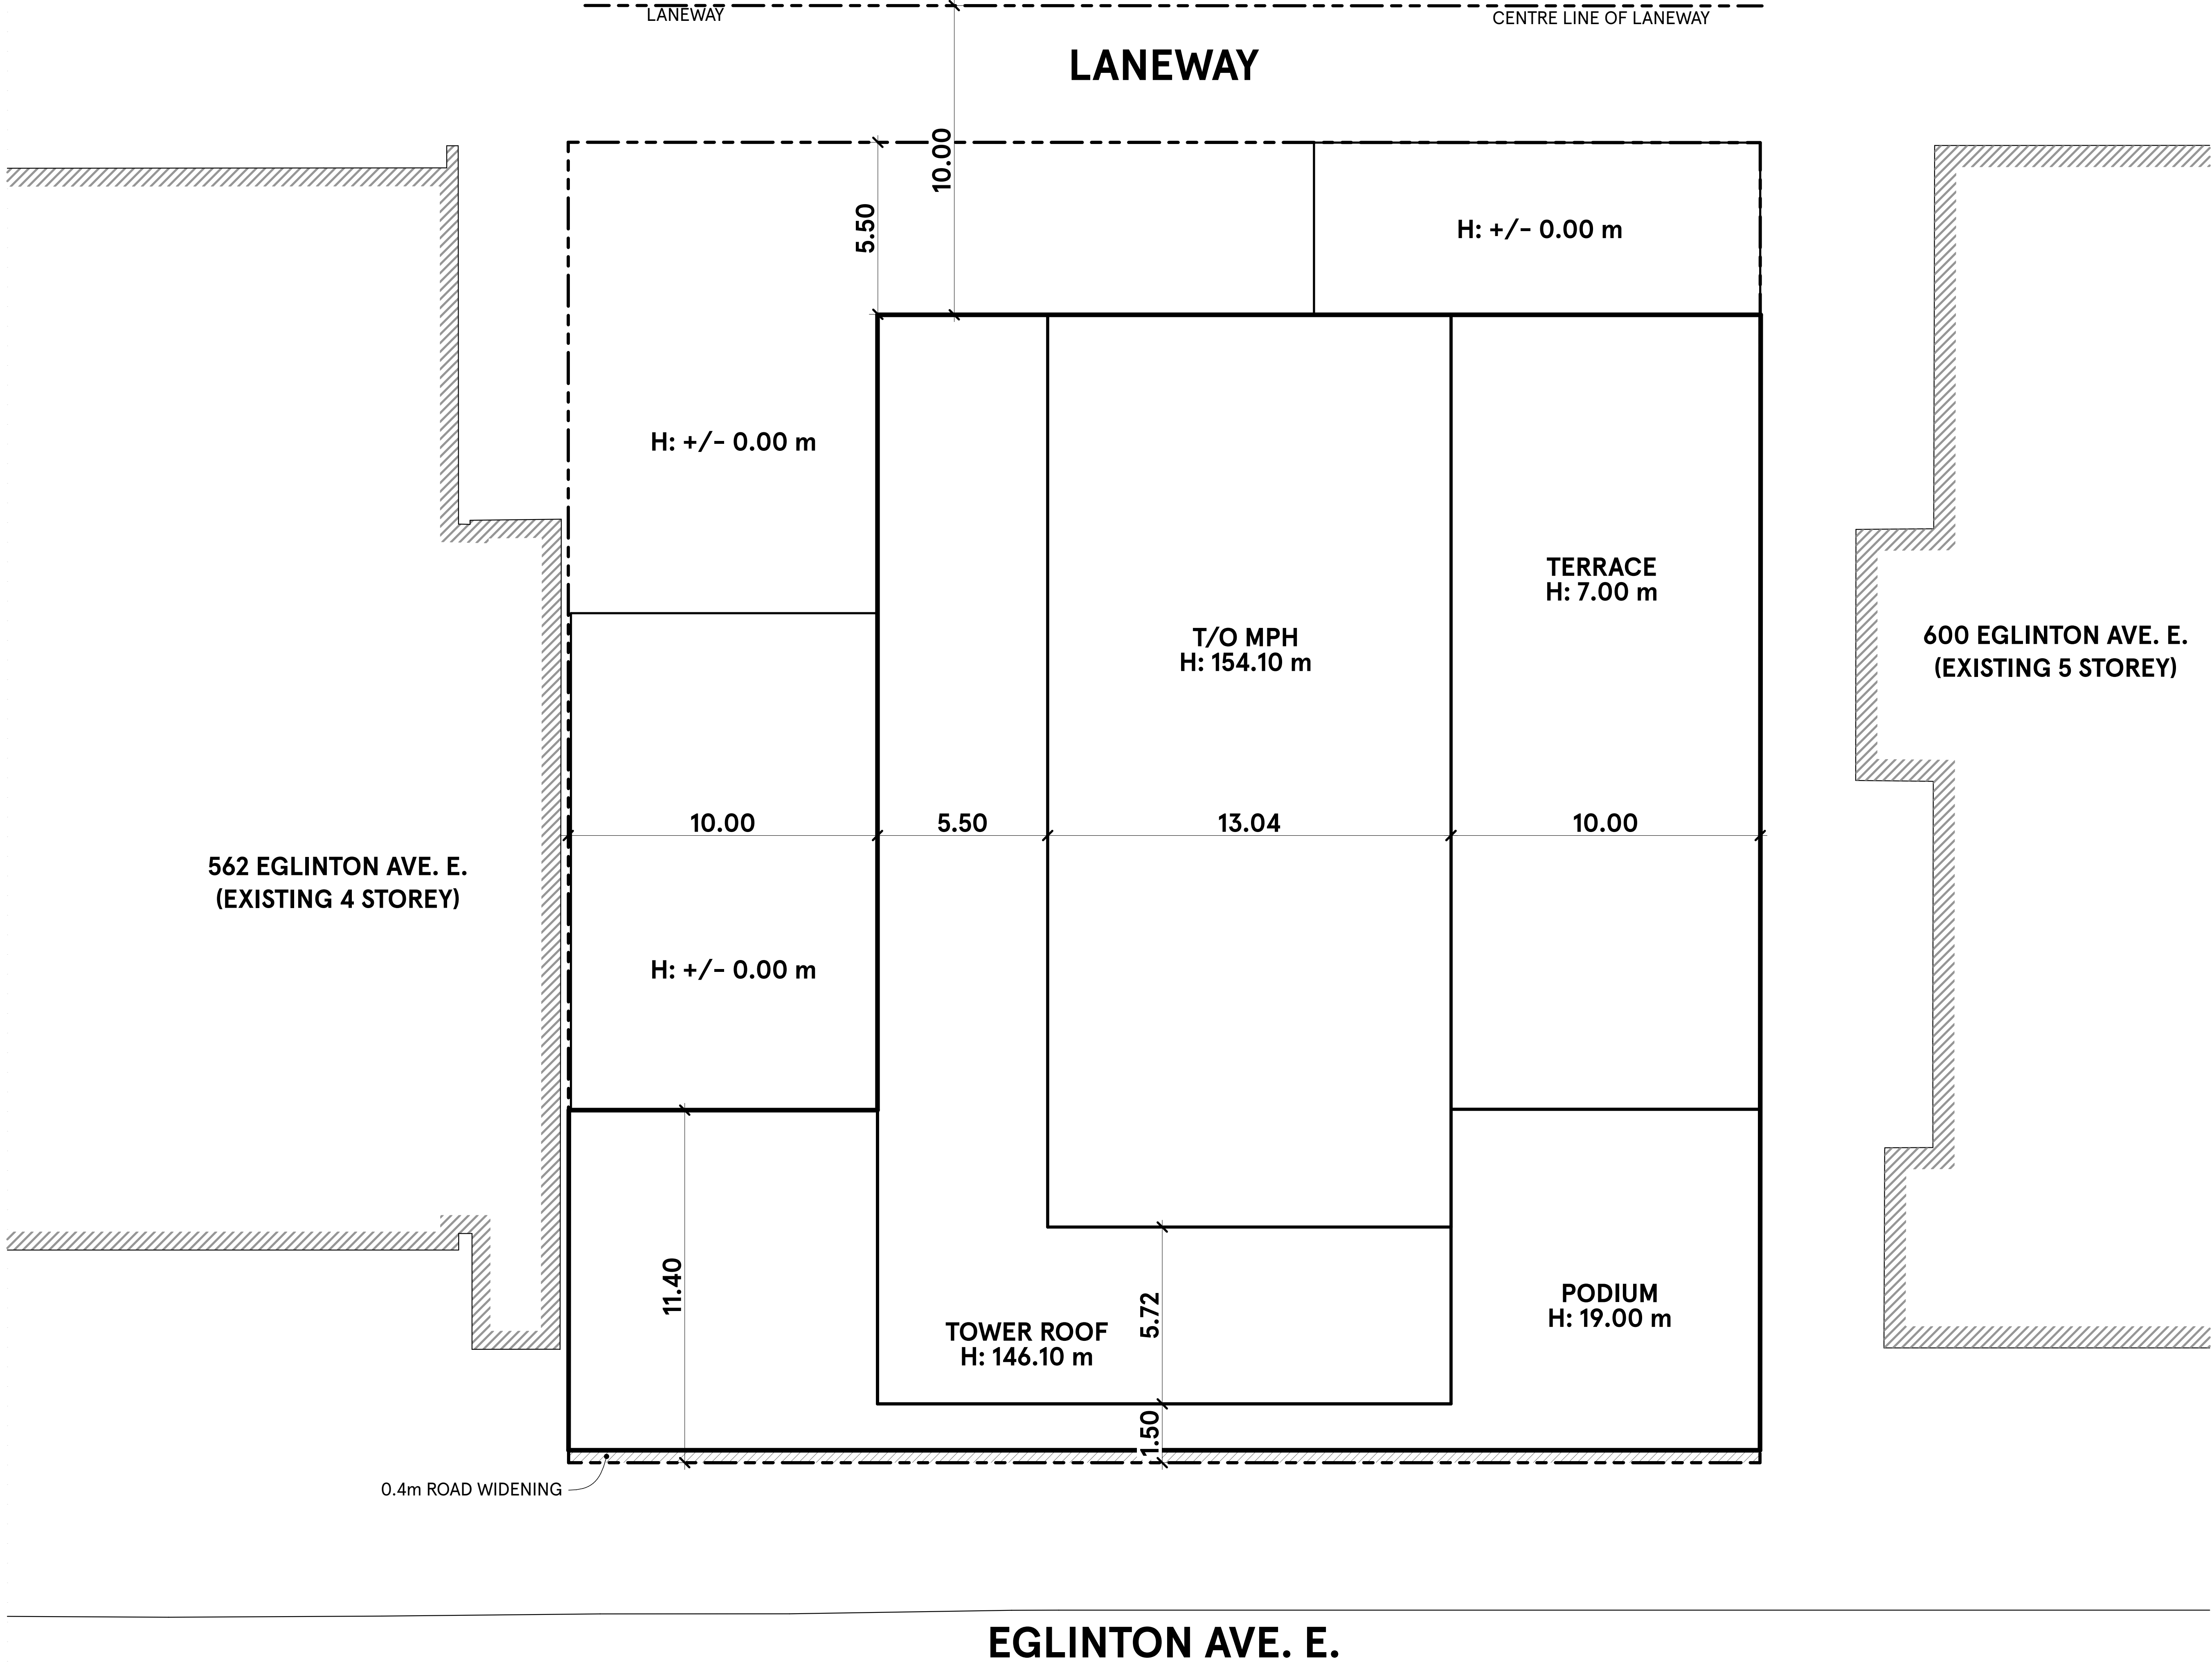 LANEWAY
CENTRE LINE OF LANEWAY
LANEWAY
10.00
5.50
H: +/- 0.00 m
H: +/- 0.00 m
TERRACE
H: 7.00 m
T/O MPH
H: 154.10 m
600 EGLINTON AVE. E.
(EXISTING 5 STOREY)
10.00
5.50
13.04
10.00
562 EGLINTON AVE. E.
(EXISTING 4 STOREY)
H: +/- 0.00 m
11.40
5.72
PODIUM
H: 19.00 m
TOWER ROOF
H: 146.10 m
1.50
0.4m ROAD WIDENING
EGLINTON AVE. E.